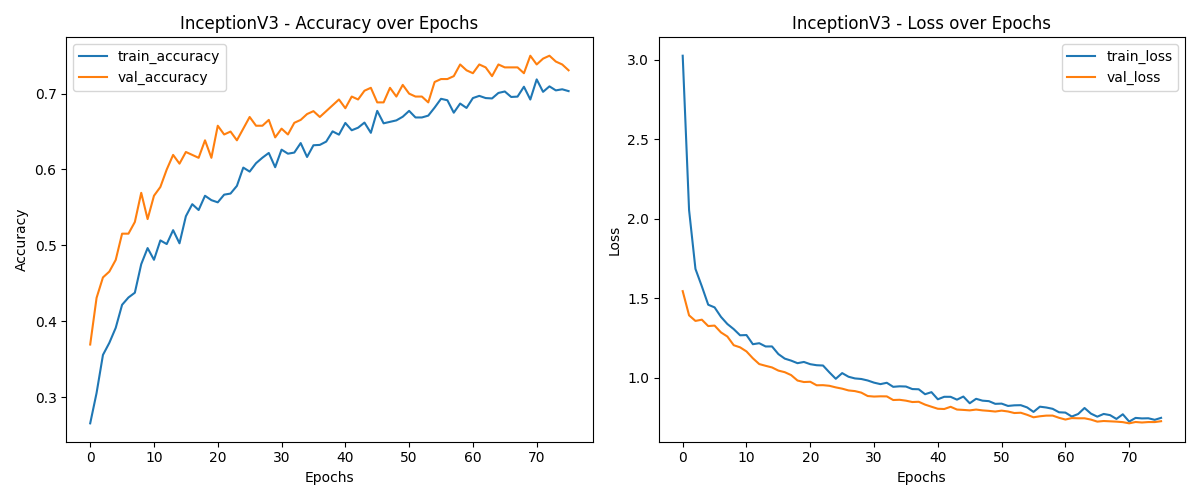 InceptionV3 - Accuracy over Epochs
train_accuracy
val_accuracy
Accuracy
0.7
0.6
0.5
0.4
0.3
0 10 20 30 40 50 60 70
Epochs
InceptionV3 - Loss over Epochs
train_loss
val_loss
Loss
3.0
2.5
2.0
1.5
1.0
0 10 20 30 40 50 60 70
Epochs